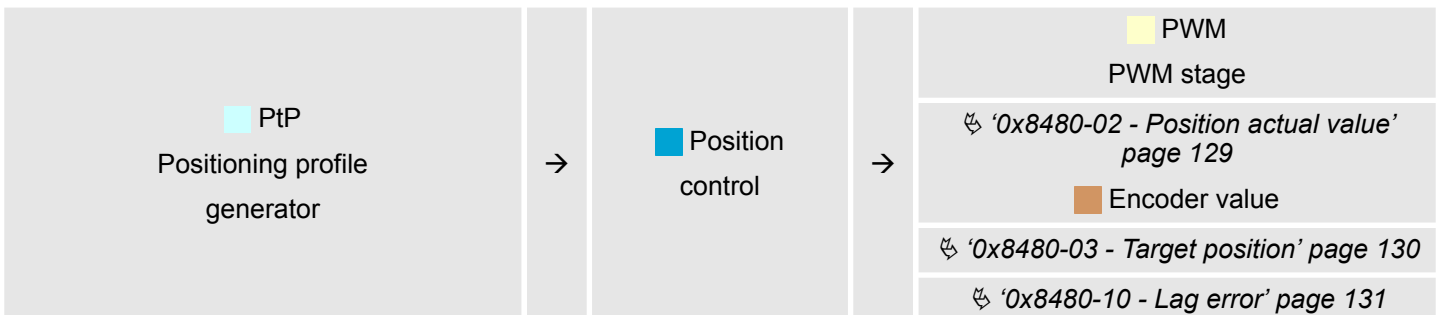 PtP
Positioning profile
generator
→
Position
control
→
PWM
PWM stage
↳ '0x8480-02 - Position actual value'
page 129
Encoder value
↳ '0x8480-03 - Target position' page 130
↳ '0x8480-10 - Lag error' page 131